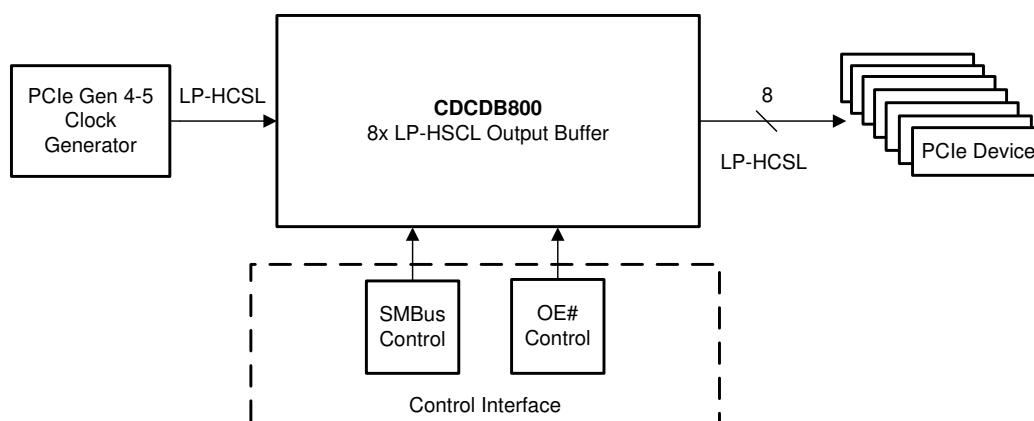 PCIe Gen 4-5
Clock
Generator
LP-HCSL
CDCDB800
8x LP-HSCL Output Buffer
8
LP-HCSL
PCIe Device
SMBus
Control
OE#
Control
Control Interface